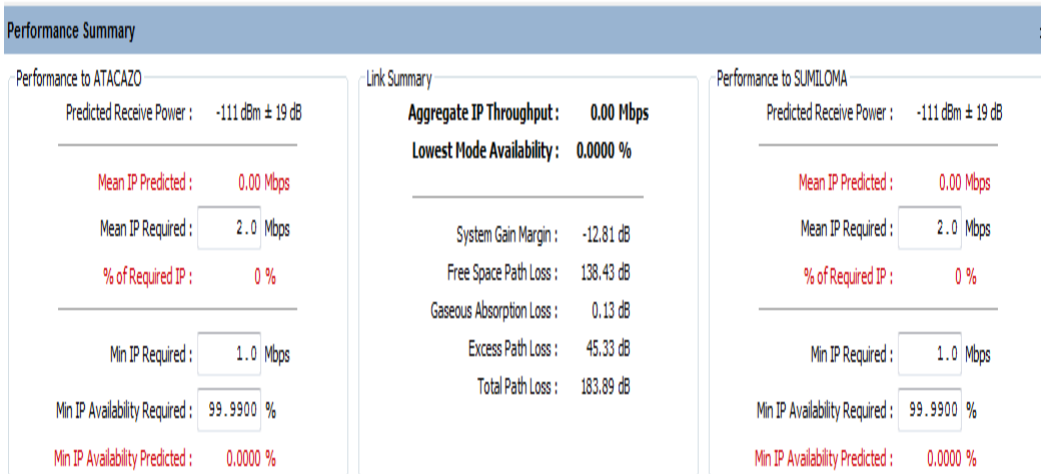 Performance Summary
Performance to ATACAZO
Predicted Receive Power : -111 dBm ± 19 dB
Mean IP Predicted : 0.00 Mbps
Mean IP Required : 2.0 Mbps
% of Required IP : 0 %
Min IP Required : 1.0 Mbps
Min IP Availability Required : 99.9900 %
Min IP Availability Predicted : 0.0000 %
Link Summary
Aggregate IP Throughput : 0.00 Mbps
Lowest Mode Availability : 0.0000 %
System Gain Margin : -12.81 dB
Free Space Path Loss : 138.43 dB
Gaseous Absorption Loss : 0.13 dB
Excess Path Loss : 45.33 dB
Total Path Loss : 183.89 dB
Performance to SUMILOMA
Predicted Receive Power : -111 dBm ± 19 dB
Mean IP Predicted : 0.00 Mbps
Mean IP Required : 2.0 Mbps
% of Required IP : 0 %
Min IP Required : 1.0 Mbps
Min IP Availability Required : 99.9900 %
Min IP Availability Predicted : 0.0000 %